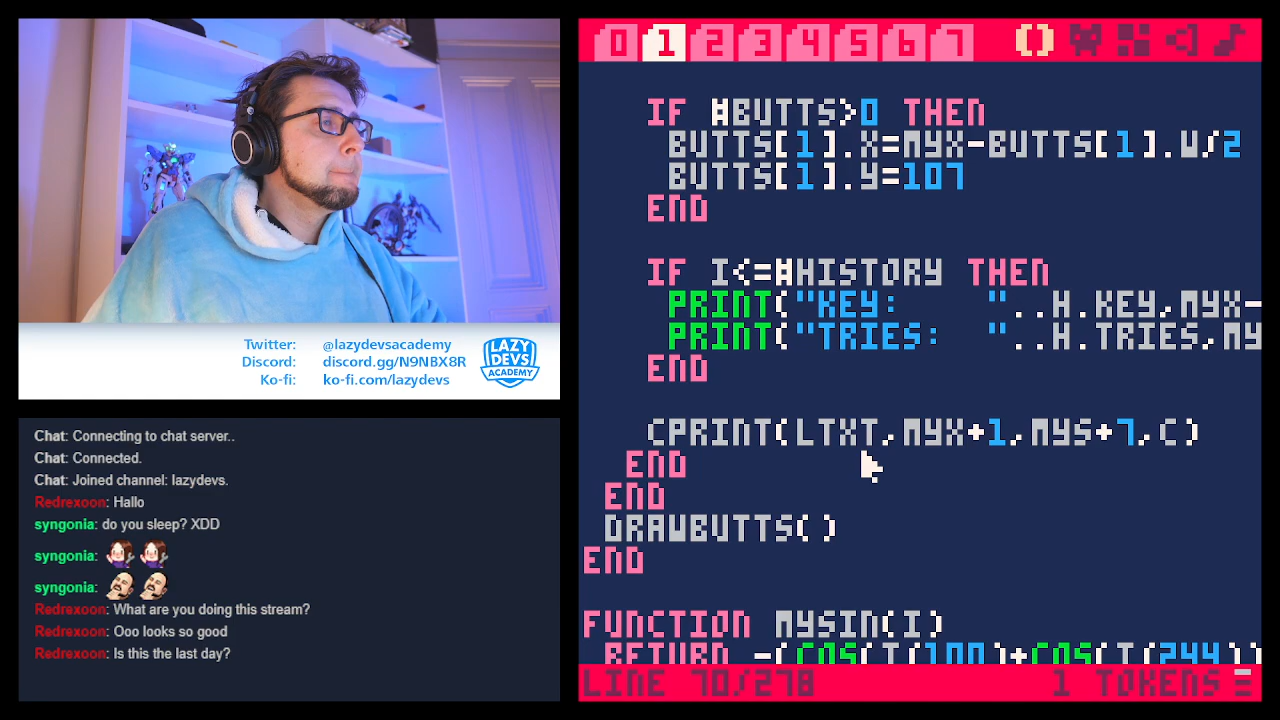 Twitter: @lazydevsacademy
Discord: discord.gg/N9NBX8R
Ko-fi: ko-fi.com/lazydevs
LAZY
DEVS
ACADEMY
Chat: Connecting to chat server..
Chat: Connected.
Chat: Joined channel: lazydevs.
Redrexoon: Hallo
syngonia: do you sleep? XDD
syngonia:
syngonia:
Redrexoon: What are you doing this stream?
Redrexoon: Ooo looks so good
Redrexoon: Is this the last day?
0 1 2 3 4 5 6 7 ()
IF #BUTTS>0 THEN
BUTTS[1].X=MYX-BUTTS[1].W/2
BUTTS[1].Y=107
END
IF I<=#HISTORY THEN
PRINT("KEY:    "..H.KEY,MYX-
PRINT("TRIES:  "..H.TRIES,MY
END
CPRINT(LTXT,MYX+1,MYS+7,C)
END
END
DRAWBUTTS()
END
FUNCTION MYSIN(I)
RETURN -(COS(I(100)+COS(I(244))
LINE 70/278 1 TOKENS